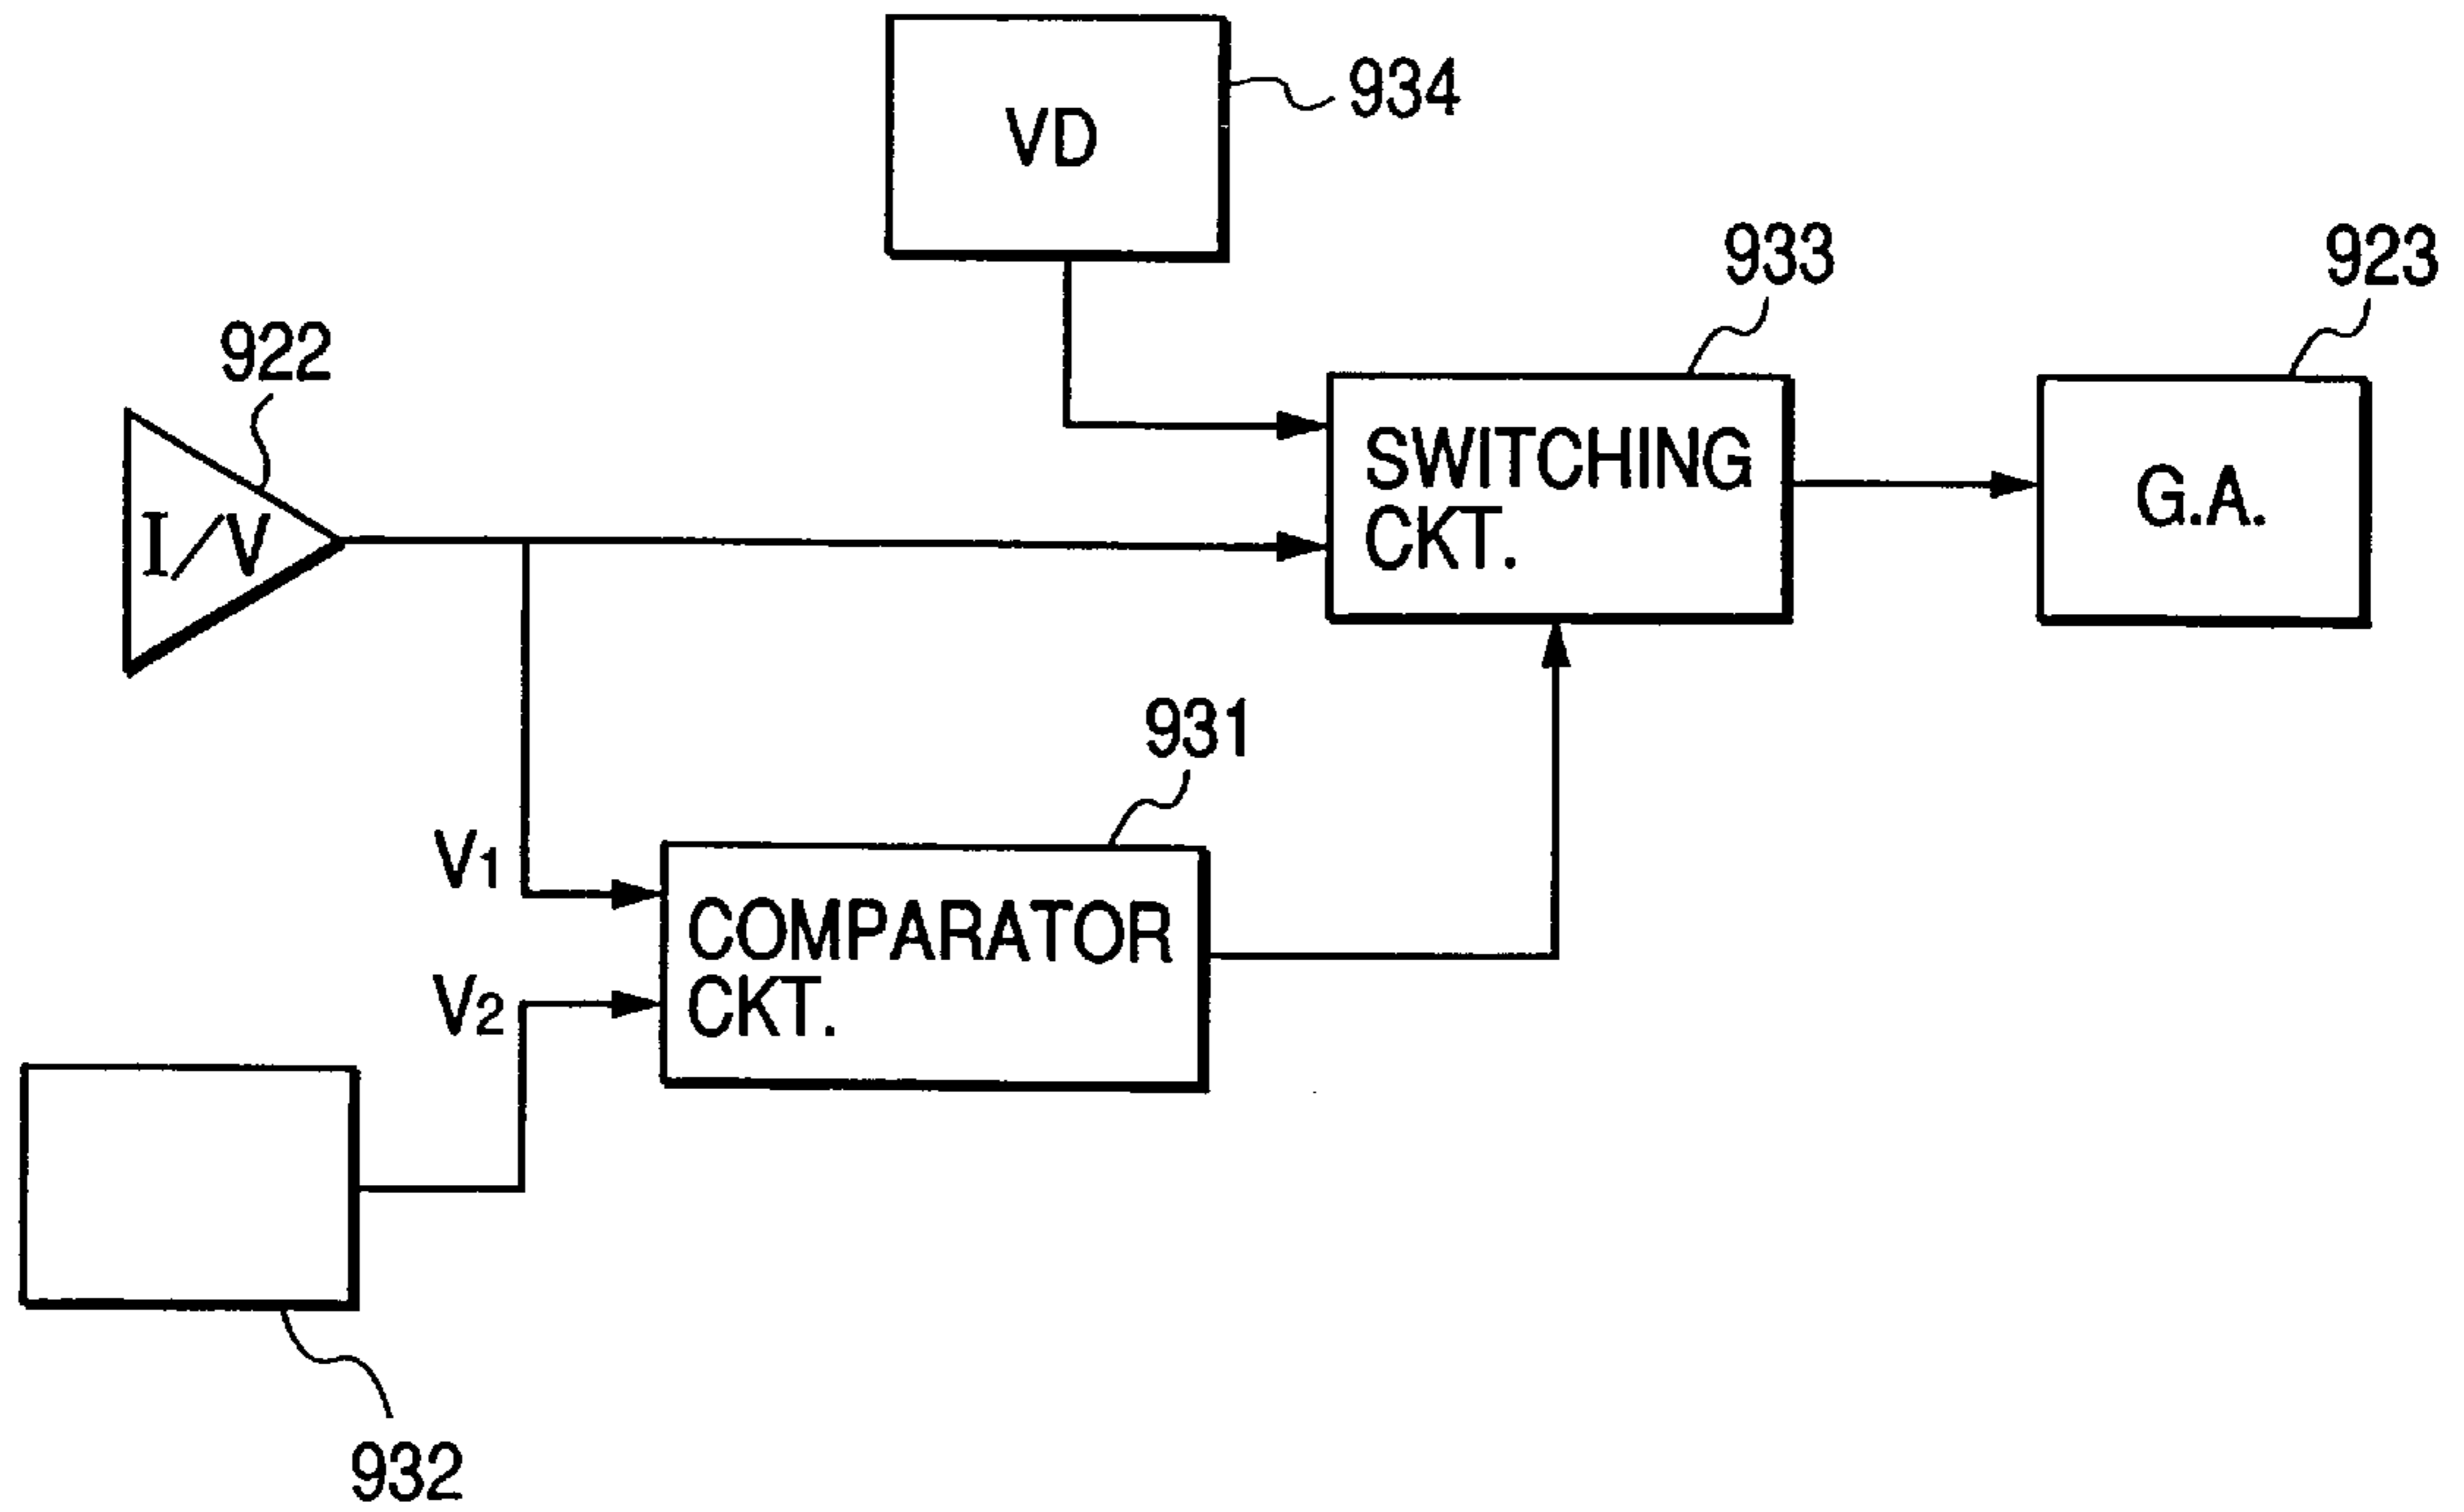 934
VD
933
923
922
SWITCHING
CKT.
G.A.
I/V
931
V1
COMPARATOR
CKT.
V2
932